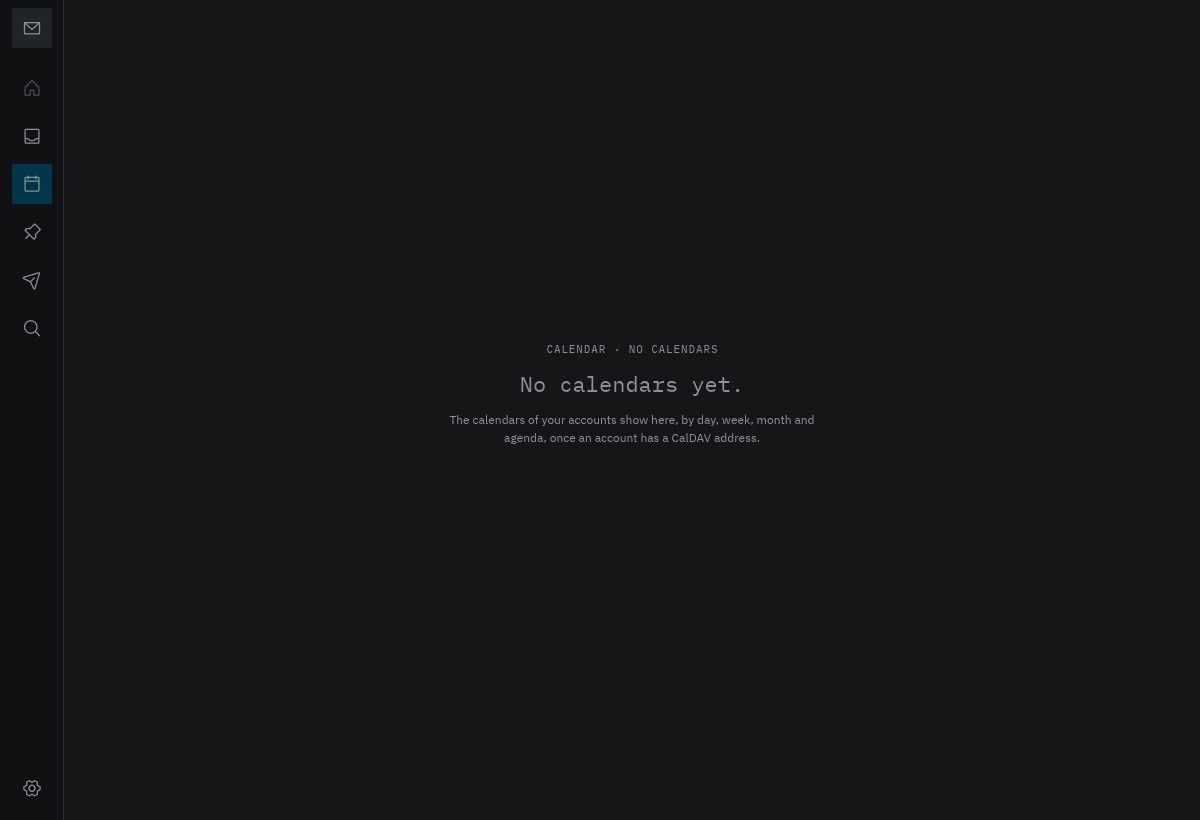 CALENDAR · NO CALENDARS
No calendars yet.
The calendars of your accounts show here, by day, week, month and
agenda, once an account has a CalDAV address.